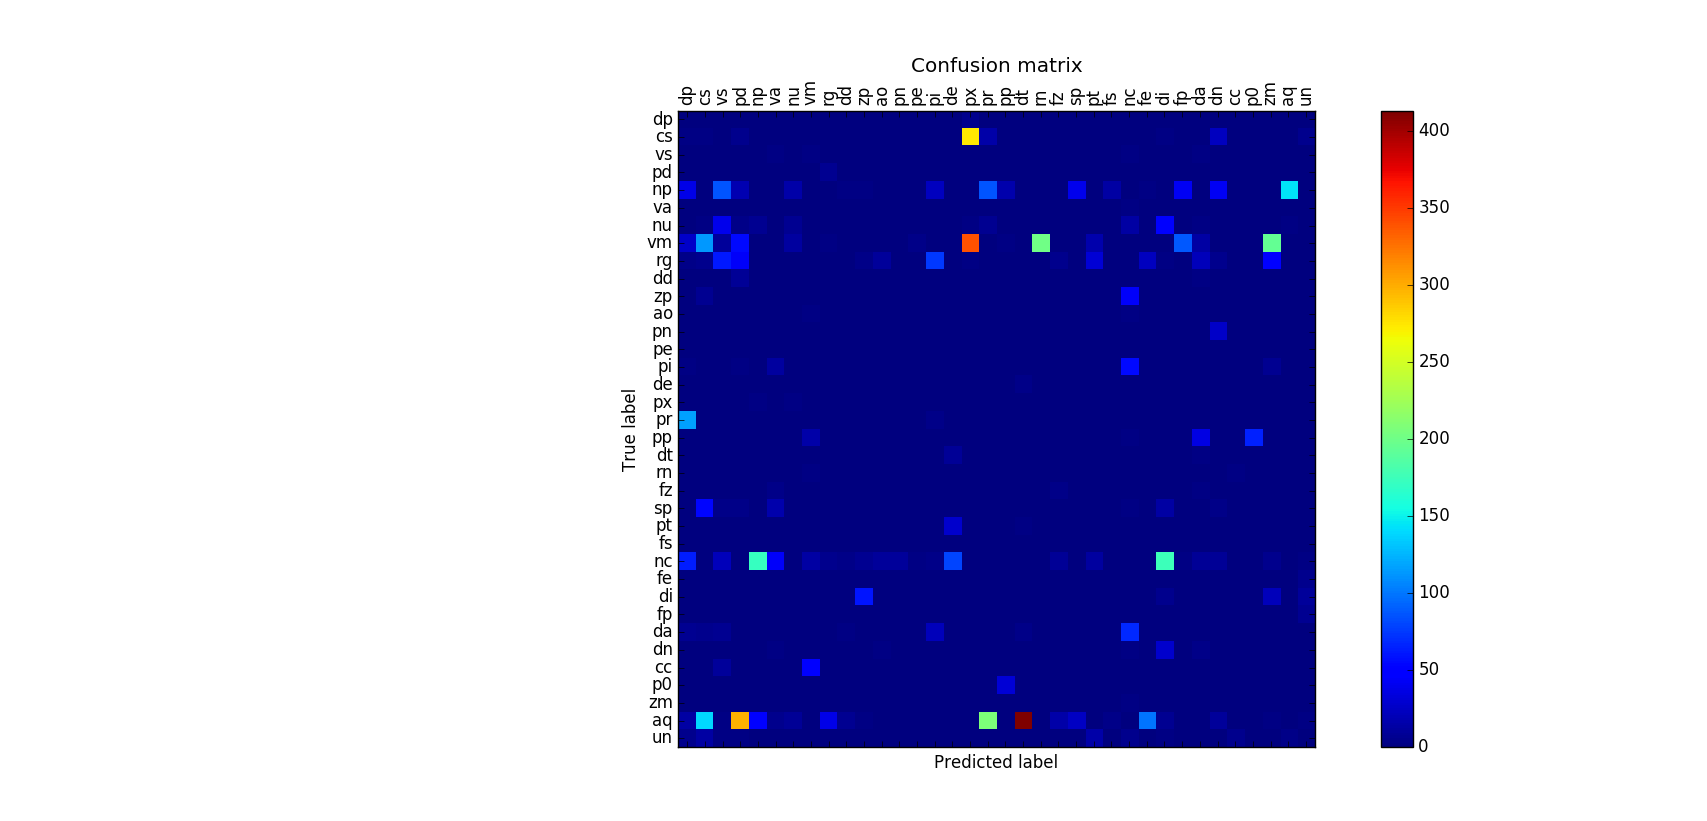 Confusion matrix
dp cs vs pd np va nu vm rg dd zp ao pn pe pi de px pr pp dt rn fz sp pt fs nc fe di fp da dn cc p0 zm aq un
dp
cs
vs
pd
np
va
nu
vm
rg
dd
zp
ao
pn
pe
pi
de
px
pr
pp
dt
rn
fz
sp
pt
fs
nc
fe
di
fp
da
dn
cc
p0
zm
aq
un
True label
Predicted label
400
350
300
250
200
150
100
50
0